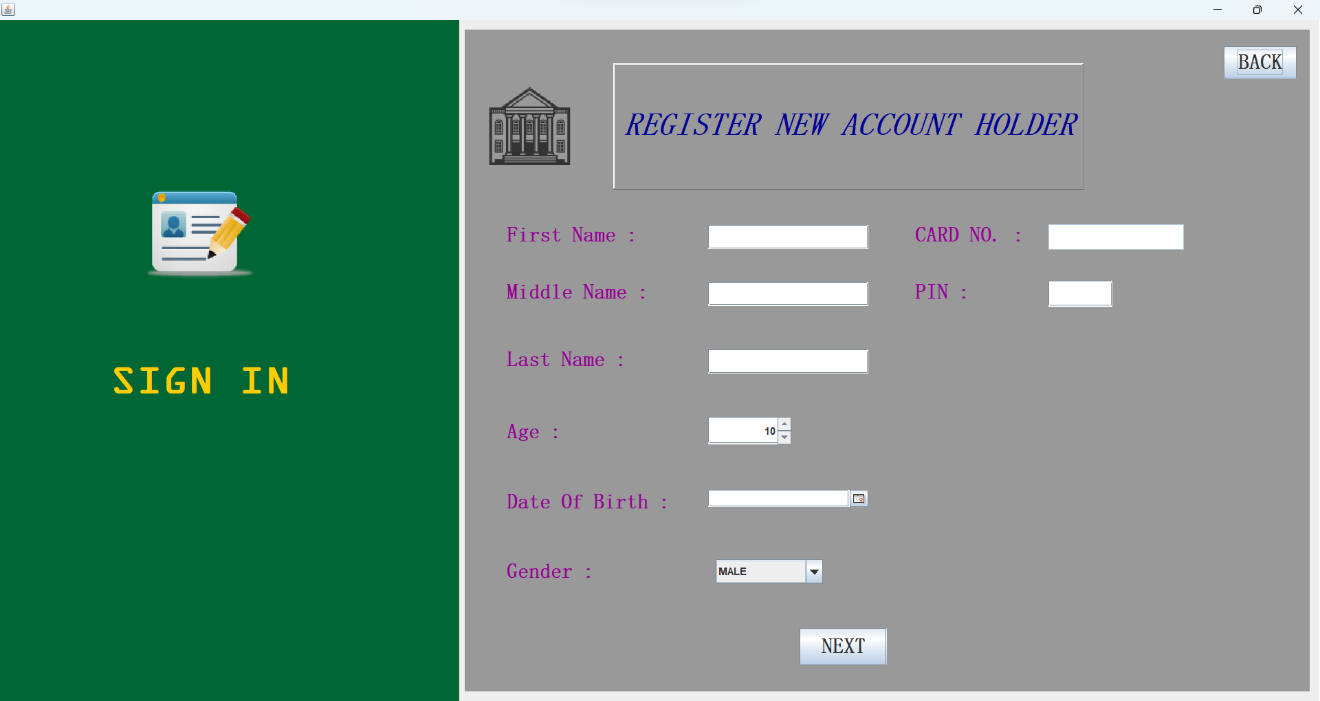 BACK
REGISTER NEW ACCOUNT HOLDER
First Name :
CARD NO. :
Middle Name :
PIN :
Last Name :
SIGN IN
Age :
10
Date Of Birth :
Gender :
MALE
NEXT